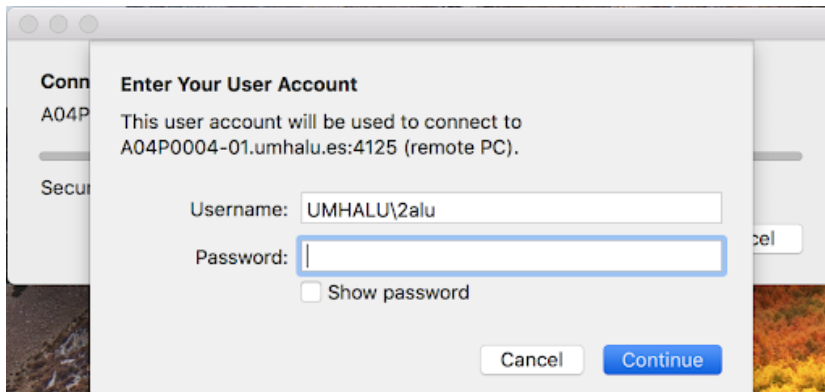 Conn
A04P
Secur
cel
Enter Your User Account
This user account will be used to connect to
A04P0004-01.umhalu.es:4125 (remote PC).
Username: UMHALU\2alu
Password:
Show password
Cancel Continue